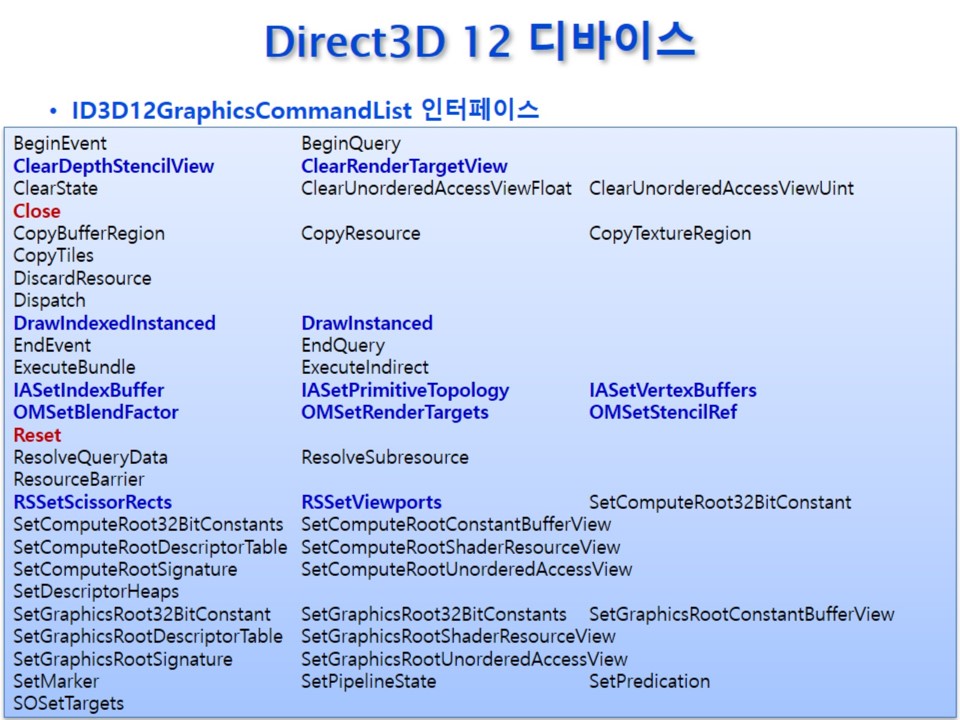 Direct3D 12 디바이스
• ID3D12GraphicsCommandList 인터페이스
BeginEvent BeginQuery
ClearDepthStencilView ClearRenderTargetView
ClearState ClearUnorderedAccessViewFloat ClearUnorderedAccessViewUint
Close
CopyBufferRegion CopyResource CopyTextureRegion
CopyTiles
DiscardResource
Dispatch
DrawIndexedInstanced DrawInstanced
EndEvent EndQuery
ExecuteBundle ExecuteIndirect
IASetIndexBuffer IASetPrimitiveTopology IASetVertexBuffers
OMSetBlendFactor OMSetRenderTargets OMSetStencilRef
Reset
ResolveQueryData ResolveSubresource
ResourceBarrier
RSSetScissorRects RSSetViewports SetComputeRoot32BitConstant
SetComputeRoot32BitConstants SetComputeRootConstantBufferView
SetComputeRootDescriptorTable SetComputeRootShaderResourceView
SetComputeRootSignature SetComputeRootUnorderedAccessView
SetDescriptorHeaps
SetGraphicsRoot32BitConstant SetGraphicsRoot32BitConstants SetGraphicsRootConstantBufferView
SetGraphicsRootDescriptorTable SetGraphicsRootShaderResourceView
SetGraphicsRootSignature SetGraphicsRootUnorderedAccessView
SetMarker SetPipelineState SetPredication
SOSetTargets